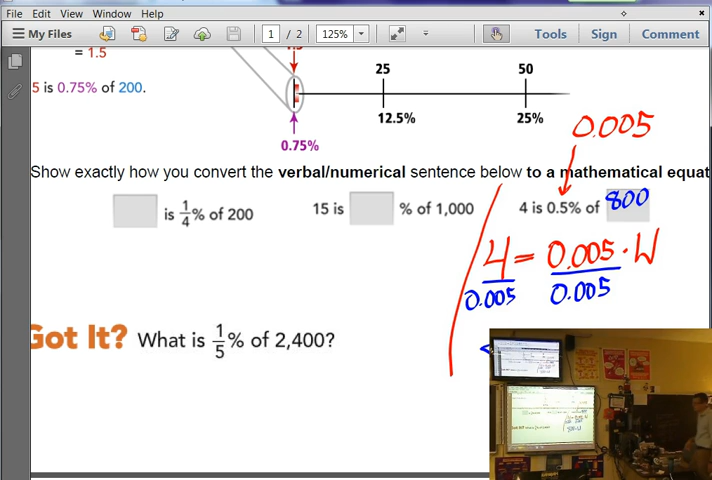 File Edit View Window Help
My Files 1 / 2 125% Tools Sign Comment
= 1.5
25 50
12.5% 25%
5 is 0.75% of 200.
0.75%
0.005
Show exactly how you convert the verbal/numerical sentence below to a mathematical equat
is 1/4% of 200 15 is % of 1,000 4 is 0.5% of 800
4 = 0.005 · W
0.005 0.005
Got It? What is 1/5% of 2,400?